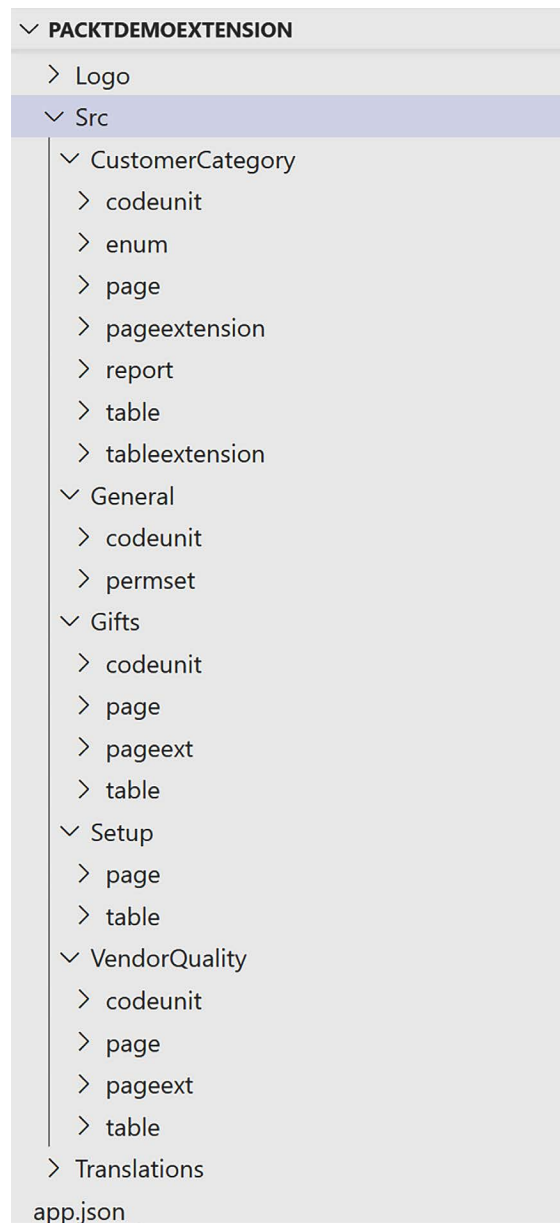 PACKTDEMOEXTENSION
Logo
Src
CustomerCategory
codeunit
enum
page
pageextension
report
table
tableextension
General
codeunit
permset
Gifts
codeunit
page
pageext
table
Setup
page
table
VendorQuality
codeunit
page
pageext
table
Translations
app.json